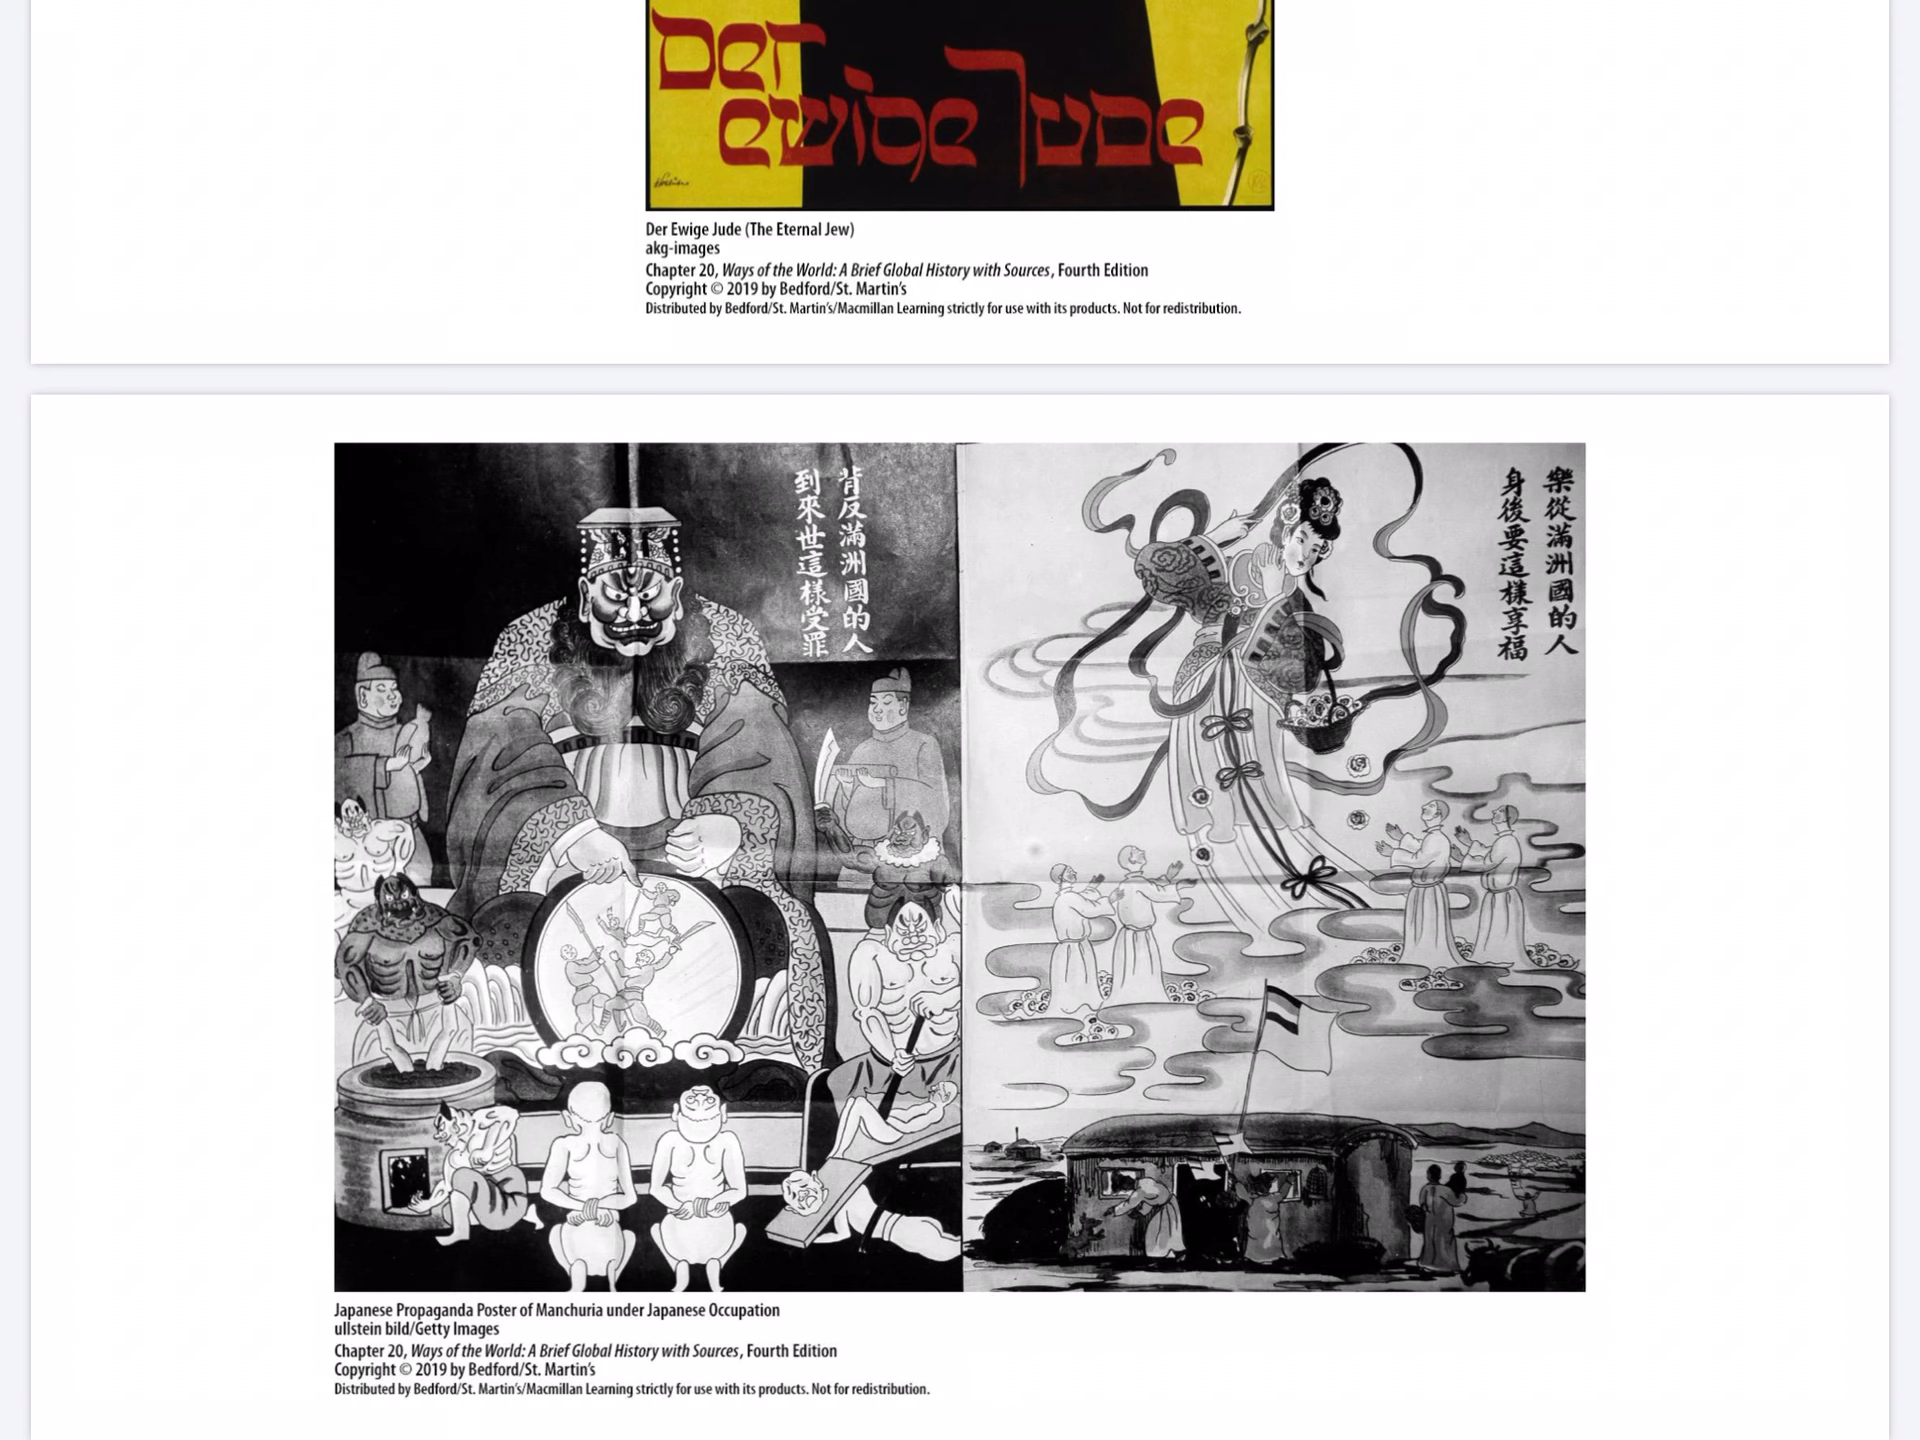 Der
ewige Jude
Der Ewige Jude (The Eternal Jew)
akg-images
Chapter 20, Ways of the World: A Brief Global History with Sources, Fourth Edition
Copyright © 2019 by Bedford/St. Martin's
Distributed by Bedford/St. Martin's/Macmillan Learning strictly for use with its products. Not for redistribution.
背反滿洲國的人
到來世這樣受罪
樂從滿洲國的人
身後要這樣享福
Japanese Propaganda Poster of Manchuria under Japanese Occupation
ullstein bild/Getty Images
Chapter 20, Ways of the World: A Brief Global History with Sources, Fourth Edition
Copyright © 2019 by Bedford/St. Martin's
Distributed by Bedford/St. Martin's/Macmillan Learning strictly for use with its products. Not for redistribution.